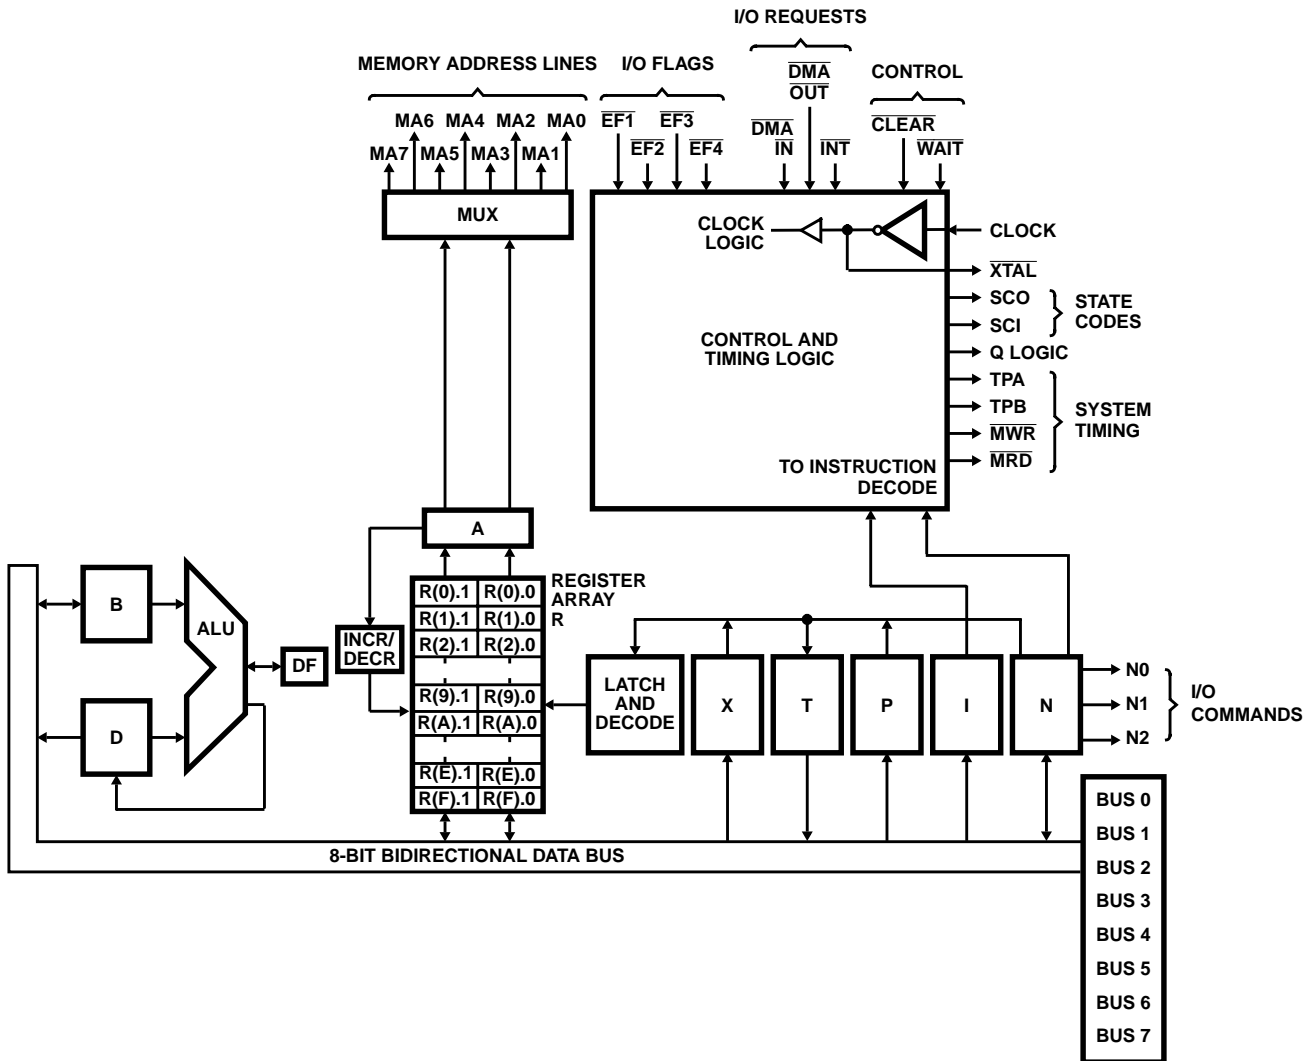 I/O REQUESTS
MEMORY ADDRESS LINES
I/O FLAGS
DMA
OUT
CONTROL
MA6 MA4 MA2 MA0
EF1
EF3
DMA
IN
CLEAR
MA7 MA5 MA3 MA1
EF2
EF4
INT
WAIT
MUX
CLOCK
LOGIC
CLOCK
XTAL
SCO
SCI
STATE
CODES
CONTROL AND
TIMING LOGIC
Q LOGIC
TPA
TPB
MWR
MRD
SYSTEM
TIMING
TO INSTRUCTION
DECODE
A
REGISTER
ARRAY
R
R(0).1 R(0).0
R(1).1 R(1).0
R(2).1 R(2).0
R(9).1 R(9).0
R(A).1 R(A).0
R(E).1 R(E).0
R(F).1 R(F).0
B
ALU
DF
D
INCR/
DECR
LATCH
AND
DECODE
X
T
P
I
N
N0
N1
N2
I/O
COMMANDS
8-BIT BIDIRECTIONAL DATA BUS
BUS 0
BUS 1
BUS 2
BUS 3
BUS 4
BUS 5
BUS 6
BUS 7